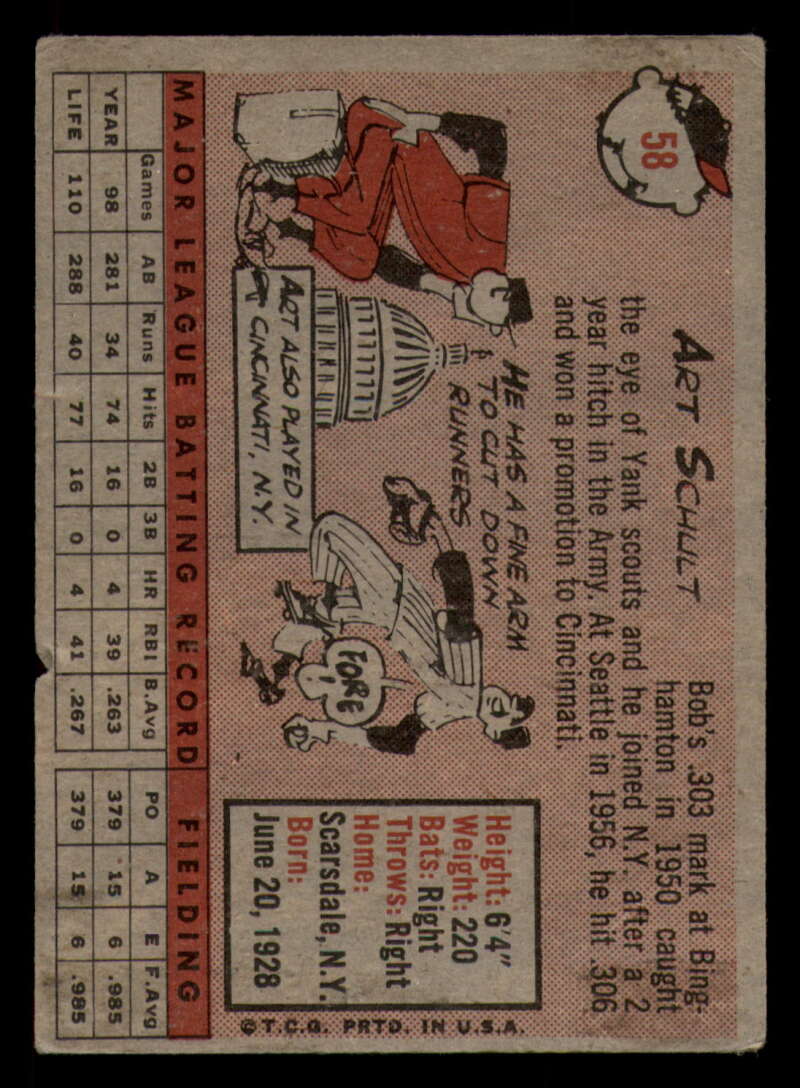 58
ART SCHULT
Bob's .303 mark at Bing-
hamton in 1950 caught
the eye of Yank scouts and he joined N.Y. after a 2
year hitch in the Army. At Seattle in 1956, he hit .306
and won a promotion to Cincinnati.
HE HAS A FINE ARM
TO CUT DOWN
RUNNERS
ART ALSO PLAYED IN
CINCINNATI, N.Y.
FORE
Height: 6'4"
Weight: 220
Bats: Right
Throws: Right
Home:
Scarsdale, N.Y.
Born:
June 20, 1928
© T.C.G. PRTD. IN U.S.A.
MAJOR LEAGUE BATTING RECORD FIELDING
Games AB Runs Hits 2B 3B HR RBI B.Avg PO A E F.Avg
YEAR 98 281 34 74 16 0 4 39 .263 379 15 6 .985
LIFE 110 288 40 77 16 0 4 41 .267 379 15 6 .985